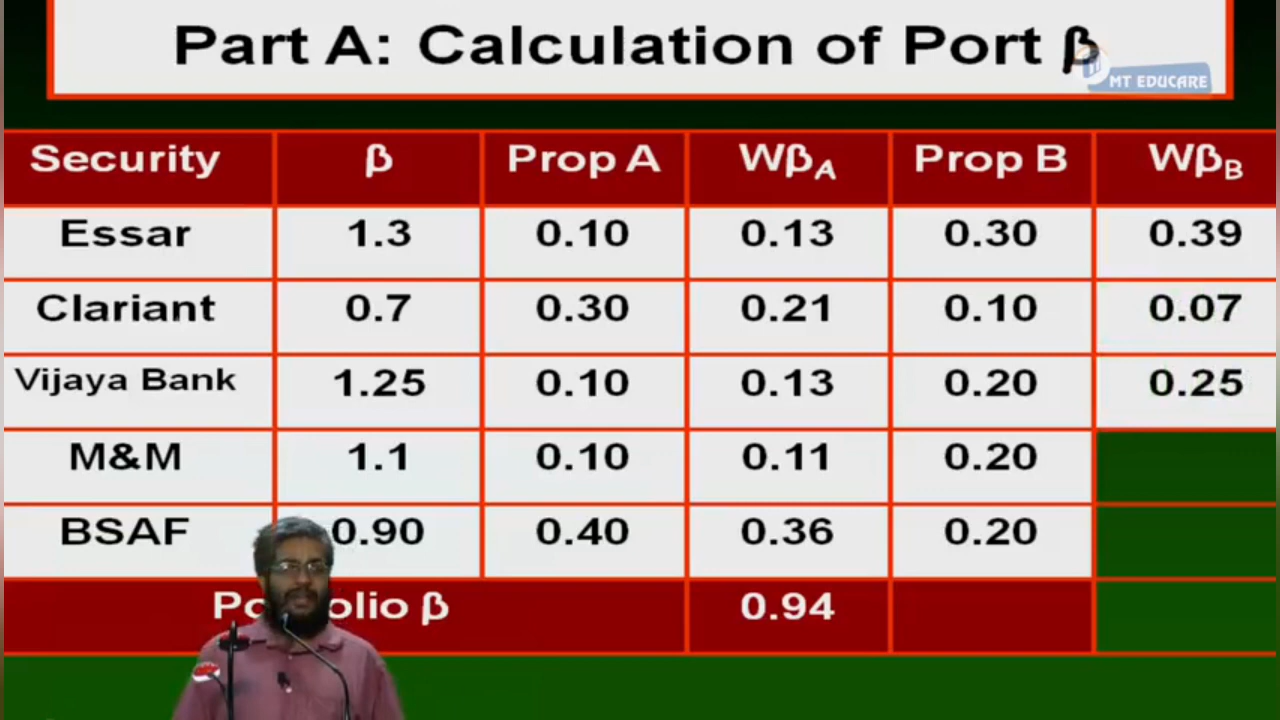 Part A: Calculation of Port β
MT EDUCARE
Security β Prop A WβA Prop B WβB
Essar 1.3 0.10 0.13 0.30 0.39
Clariant 0.7 0.30 0.21 0.10 0.07
Vijaya Bank 1.25 0.10 0.13 0.20 0.25
M&M 1.1 0.10 0.11 0.20
BSAF 0.90 0.40 0.36 0.20
Portfolio β 0.94